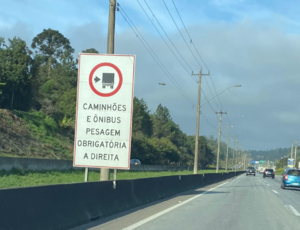 CAMINHÕES
E ÔNIBUS
PESAGEM
OBRIGATÓRIA
A DIREITA